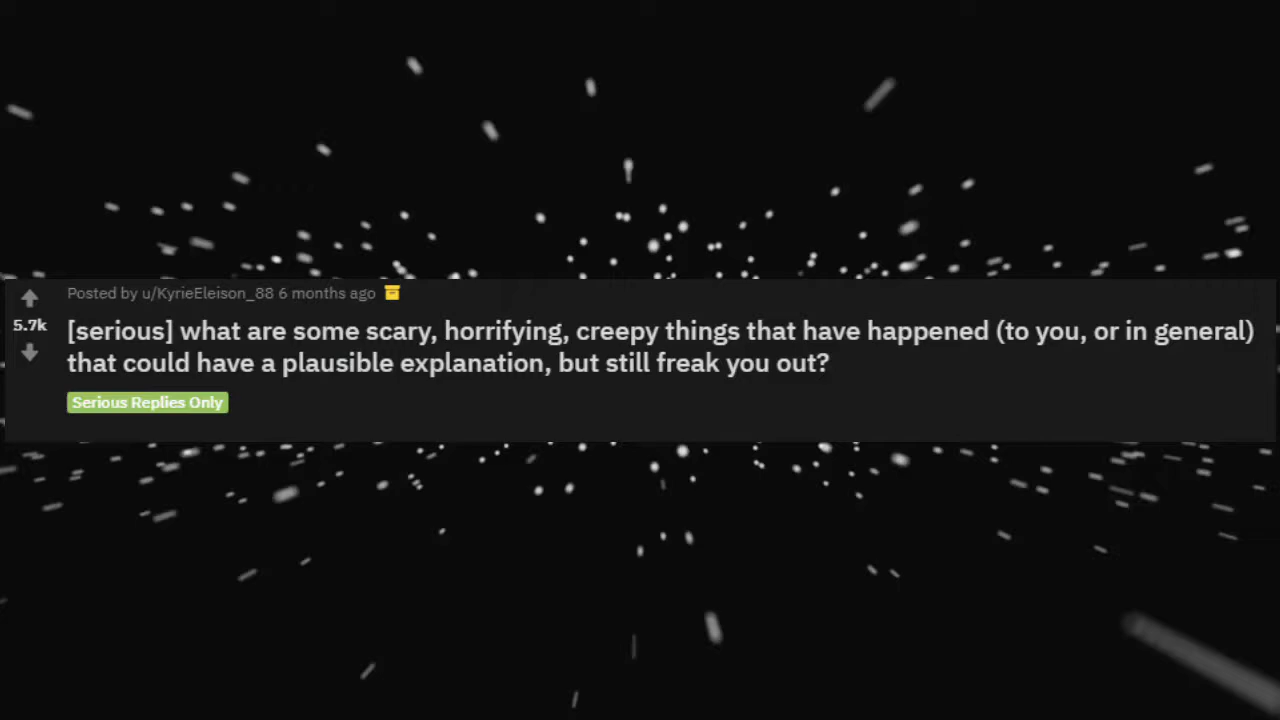 Posted by u/KyrieEleison_88 6 months ago
5.7k
[serious] what are some scary, horrifying, creepy things that have happened (to you, or in general)
that could have a plausible explanation, but still freak you out?
Serious Replies Only